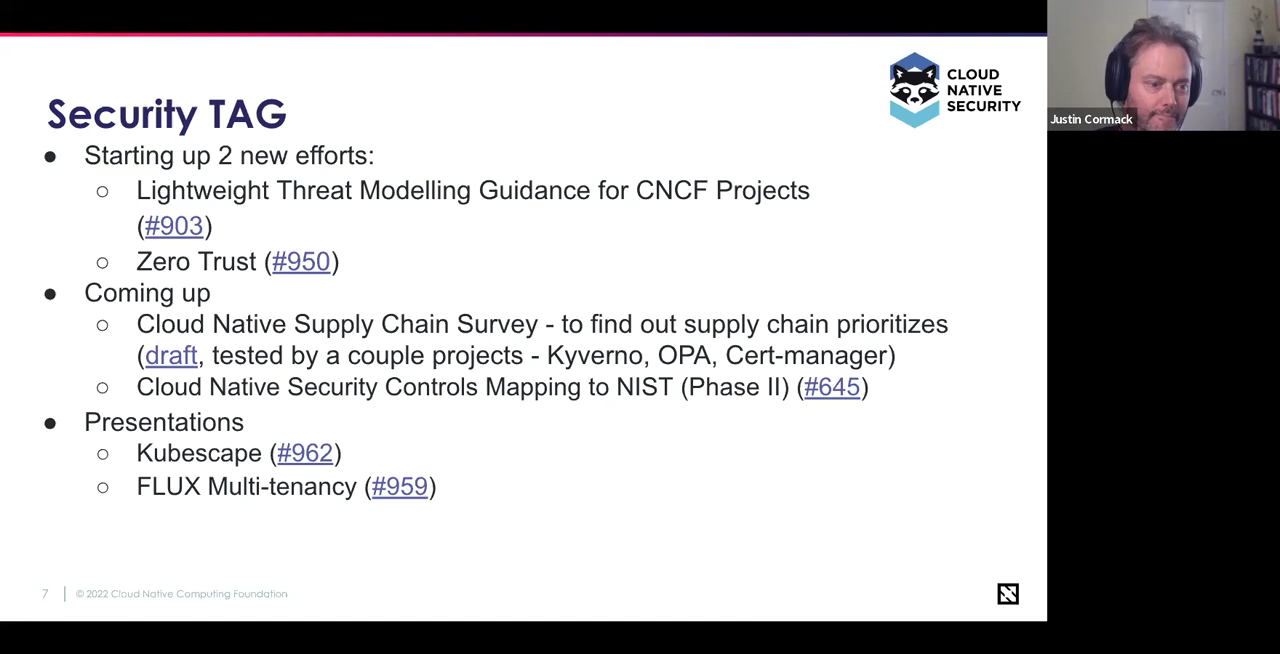 CLOUD
NATIVE
SECURITY
Security TAG
● Starting up 2 new efforts:
○ Lightweight Threat Modelling Guidance for CNCF Projects
(#903)
○ Zero Trust (#950)
● Coming up
○ Cloud Native Supply Chain Survey - to find out supply chain prioritizes
(draft, tested by a couple projects - Kyverno, OPA, Cert-manager)
○ Cloud Native Security Controls Mapping to NIST (Phase II) (#645)
● Presentations
○ Kubescape (#962)
○ FLUX Multi-tenancy (#959)
7 © 2022 Cloud Native Computing Foundation
Justin Cormack